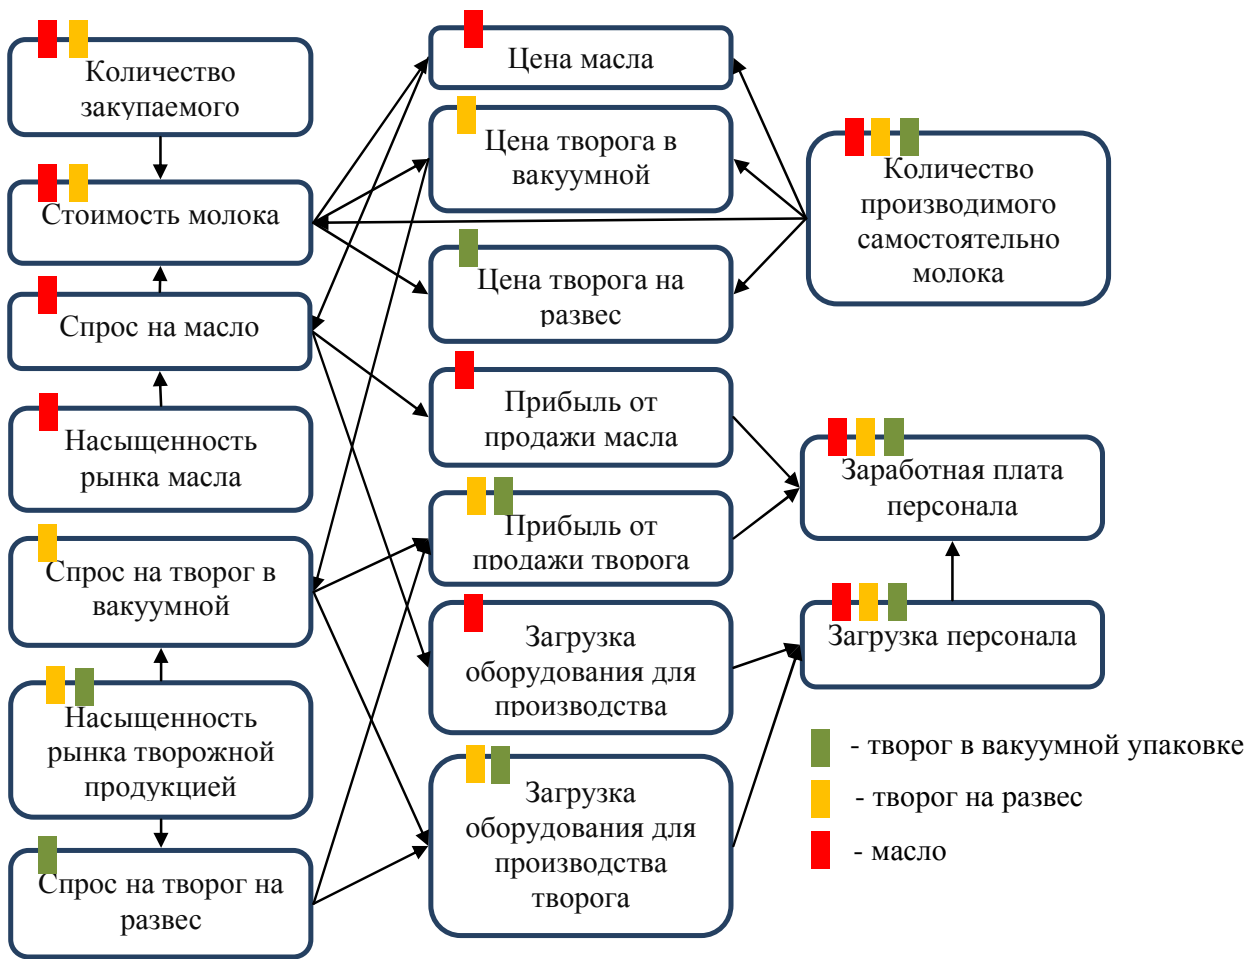 Количество
закупаемого
Стоимость молока
Спрос на масло
Насыщенность
рынка масла
Спрос на творог в
вакуумной
Насыщенность
рынка творожной
продукцией
Спрос на творог на
развес
Цена масла
Цена творога в
вакуумной
Цена творога на
развес
Прибыль от
продажи масла
Прибыль от
продажи творога
Загрузка
оборудования для
производства
Загрузка
оборудования для
производства
творога
Количество
производимого
самостоятельно
молока
Заработная плата
персонала
Загрузка персонала
- творог в вакуумной упаковке
- творог на развес
- масло